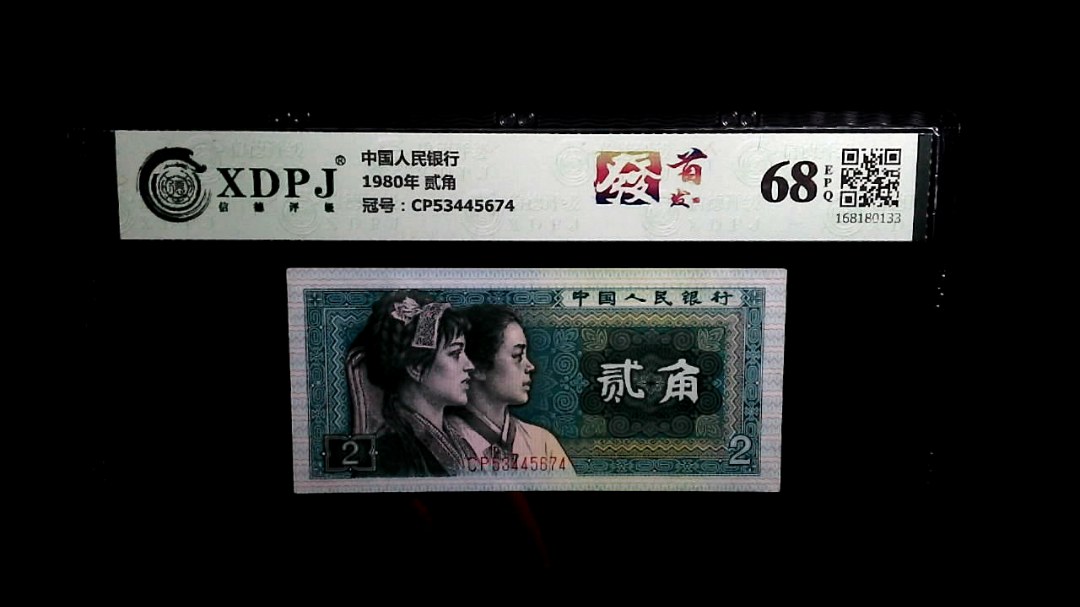 XDPJ®
信德评级
中国人民银行
1980年 贰角
冠号：CP53445674
發
首发
68
EPQ
168180133
中国人民银行
贰角
2
2
CP53445674